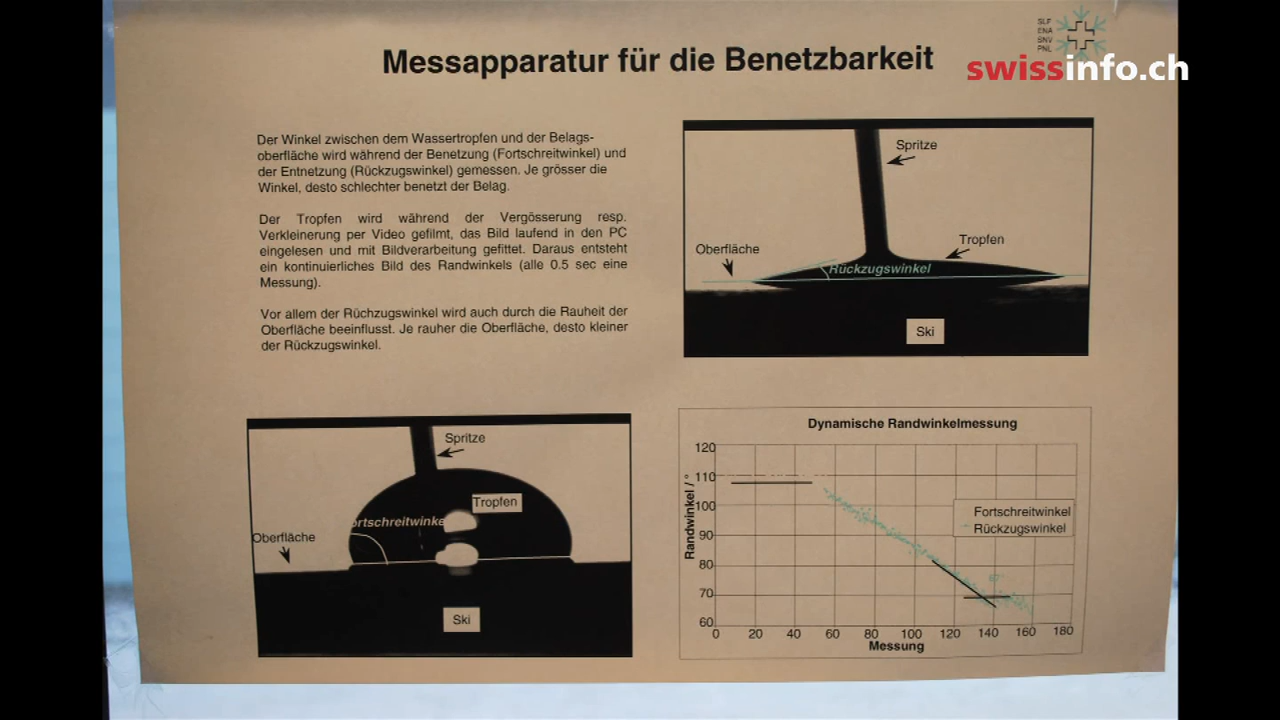 SLF
ENA
SNV
PNL
swissinfo.ch
Messapparatur für die Benetzbarkeit
Der Winkel zwischen dem Wassertropfen und der Belags-
oberfläche wird während der Benetzung (Fortschreitwinkel) und
der Entnetzung (Rückzugswinkel) gemessen. Je grösser die
Winkel, desto schlechter benetzt der Belag.
Der Tropfen wird während der Vergösserung resp.
Verkleinerung per Video gefilmt, das Bild laufend in den PC
eingelesen und mit Bildverarbeitung gefittet. Daraus entsteht
ein kontinuierliches Bild des Randwinkels (alle 0.5 sec eine
Messung).
Vor allem der Rüchzugswinkel wird auch durch die Rauheit der
Oberfläche beeinflusst. Je rauher die Oberfläche, desto kleiner
der Rückzugswinkel.
Spritze
Tropfen
Oberfläche
Rückzugswinkel
Ski
Spritze
Tropfen
ortschreitwinke
Oberfläche
Ski
Dynamische Randwinkelmessung
Randwinkel / °
120
110
100
90
80
70
60
0 20 40 60 80 100 120 140 160 180
Messung
Fortschreitwinkel
Rückzugswinkel